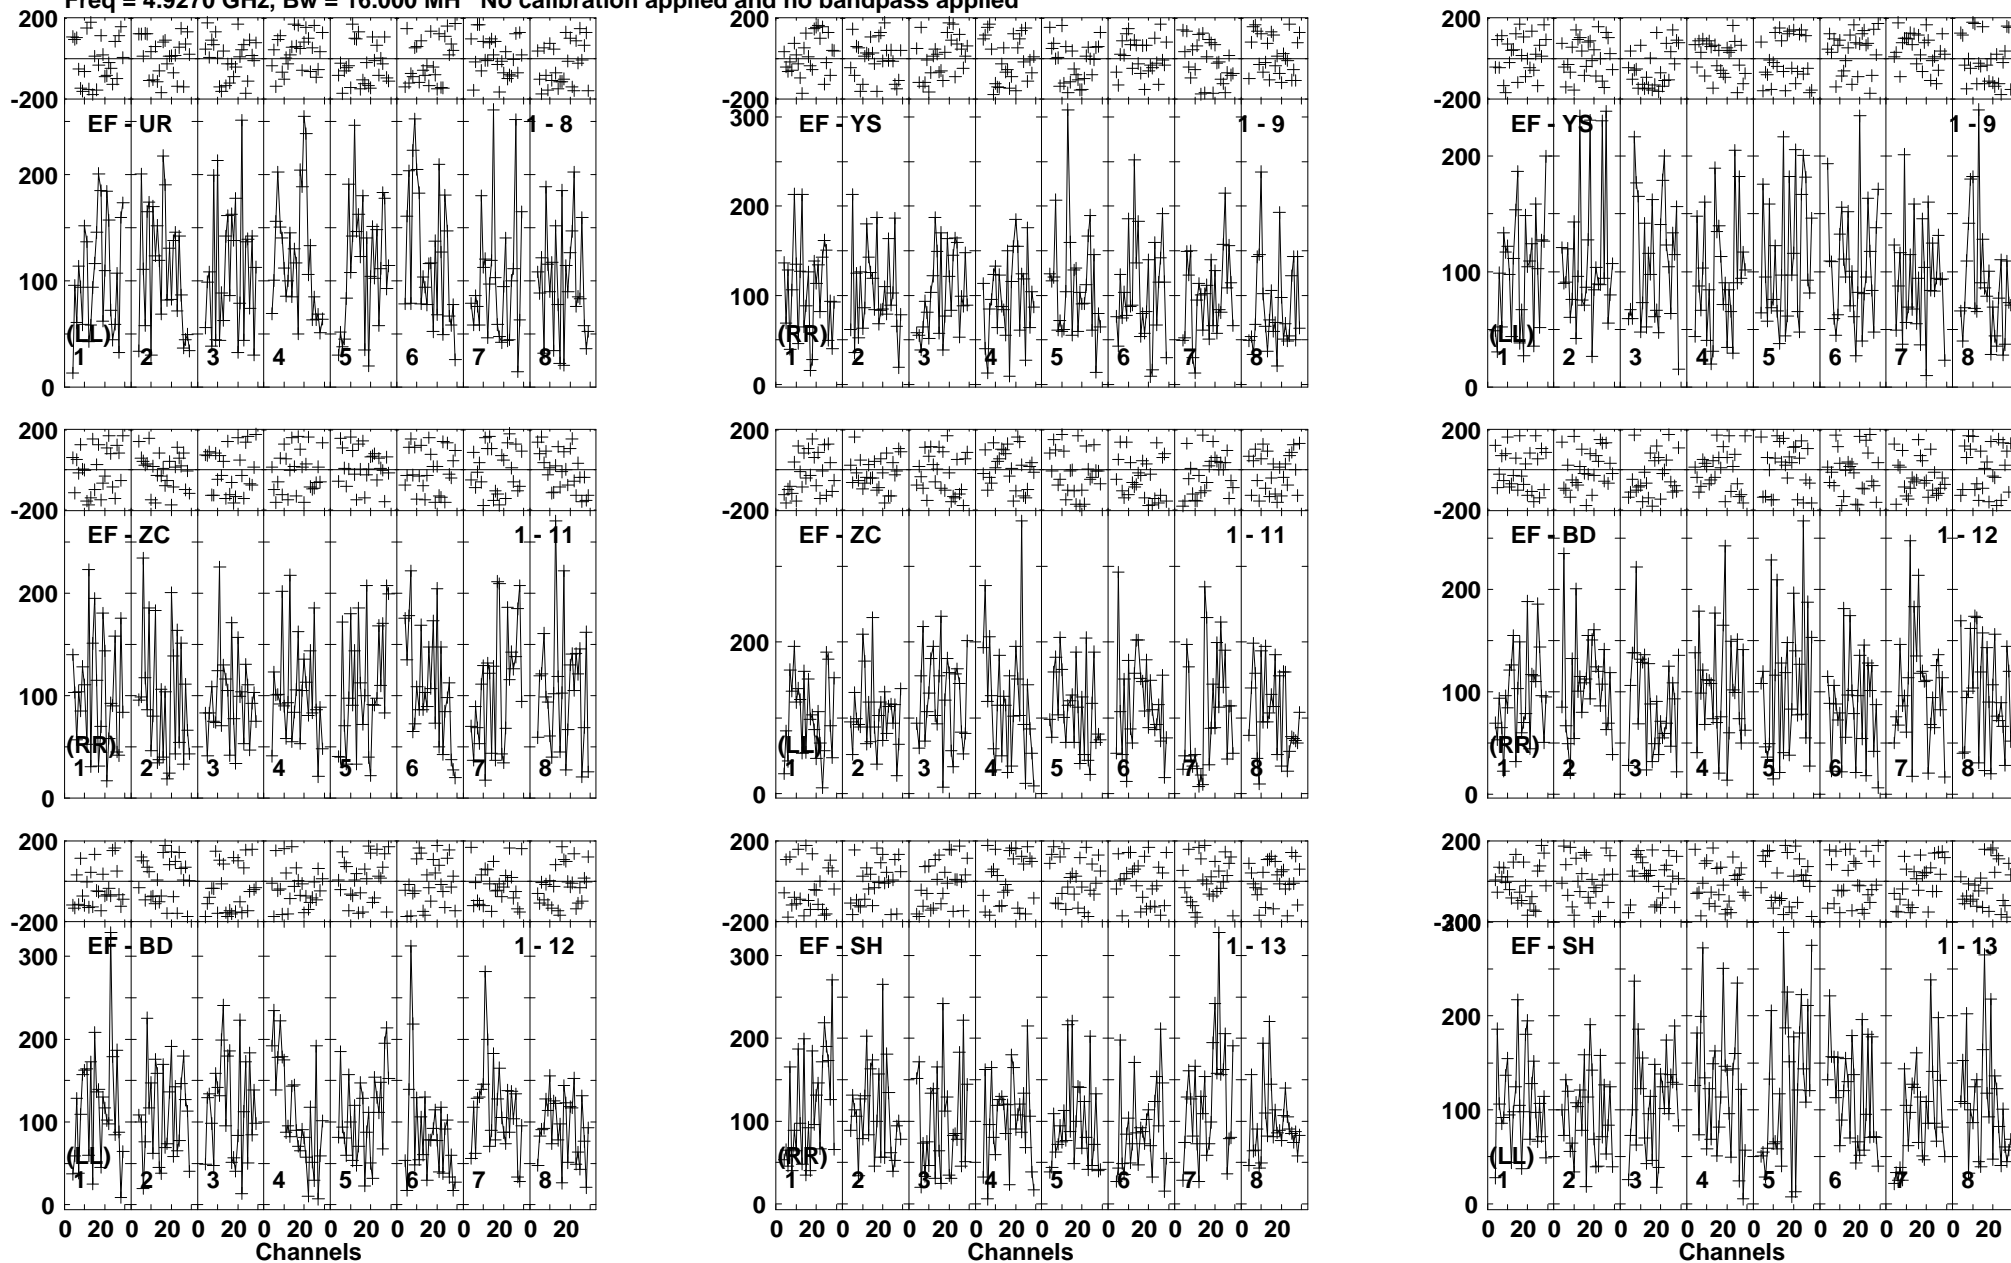 Freq = 4.9270 GHz, Bw = 16.000 MH No calibration applied and no bandpass applied
200 200 200
-200 -200 -200
EF - UR 1 - 8 300 EF - YS 1 - 9 EF - YS 1 - 9
200 200 200
100 100 100
(LL) (RR) (LL)
1 2 3 4 5 6 7 8 1 2 3 4 5 6 7 8 1 2 3 4 5 6 7 8
0 0 0
200 200 200
-200 -200 -200
EF - ZC 1 - 11 EF - ZC 1 - 11 EF - BD 1 - 12
200 200 200
100 100
(RR) (LL) (RR)
1 2 3 4 5 6 7 8 1 2 3 4 5 6 7 8 1 2 3 4 5 6 7 8
0 0 0
200 200 200
-200 -200 -200
300 EF - BD 1 - 12 300 EF - SH 1 - 13 300 EF - SH 1 - 13
200 200 200
100 100 100
(LL) (RR) (LL)
1 2 3 4 5 6 7 8 1 2 3 4 5 6 7 8 1 2 3 4 5 6 7 8
0 0 0
0 20 0 20 0 20 0 20 0 20 0 20 0 20 0 20 0 20 0 20 0 20 0 20 0 20 0 20 0 20 0 20 0 20 0 20 0 20 0 20 0 20 0 20 0 20 0 20
Channels Channels Channels